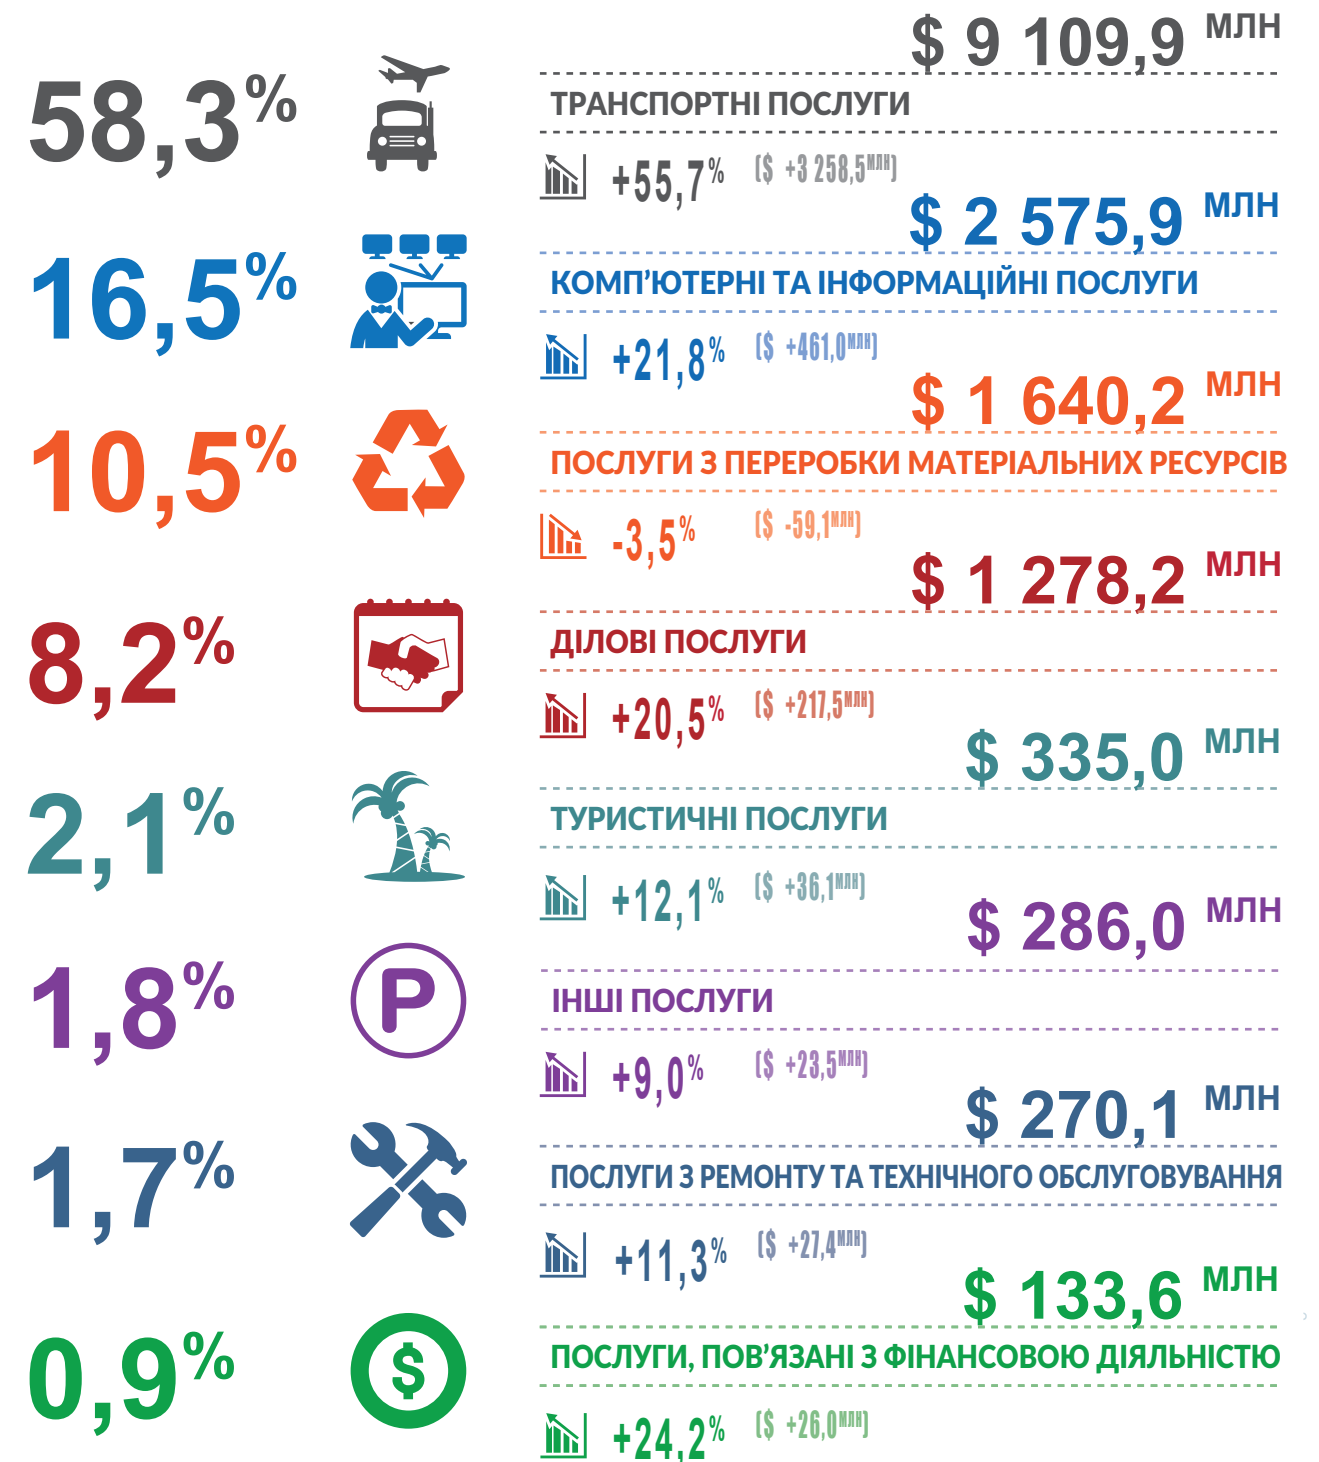 $ 9 109,9 МЛН
58,3%
ТРАНСПОРТНІ ПОСЛУГИ
+55,7% ($ +3 258,5МЛН)
$ 2 575,9 МЛН
16,5%
КОМП’ЮТЕРНІ ТА ІНФОРМАЦІЙНІ ПОСЛУГИ
+21,8% ($ +461,0МЛН)
$ 1 640,2 МЛН
10,5%
ПОСЛУГИ З ПЕРЕРОБКИ МАТЕРІАЛЬНИХ РЕСУРСІВ
-3,5% ($ -59,1МЛН)
$ 1 278,2 МЛН
8,2%
ДІЛОВІ ПОСЛУГИ
+20,5% ($ +217,5МЛН)
$ 335,0 МЛН
2,1%
ТУРИСТИЧНІ ПОСЛУГИ
+12,1% ($ +36,1МЛН)
$ 286,0 МЛН
1,8%
P
ІНШІ ПОСЛУГИ
+9,0% ($ +23,5МЛН)
$ 270,1 МЛН
1,7%
ПОСЛУГИ З РЕМОНТУ ТА ТЕХНІЧНОГО ОБСЛУГОВУВАННЯ
+11,3% ($ +27,4МЛН)
$ 133,6 МЛН
0,9%
$
ПОСЛУГИ, ПОВ’ЯЗАНІ З ФІНАНСОВОЮ ДІЯЛЬНІСТЮ
+24,2% ($ +26,0МЛН)